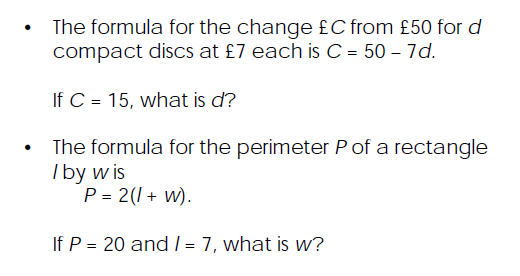 • The formula for the change £C from £50 for d
compact discs at £7 each is C = 50 – 7d.
If C = 15, what is d?
• The formula for the perimeter P of a rectangle
l by w is
P = 2(l + w).
If P = 20 and l = 7, what is w?